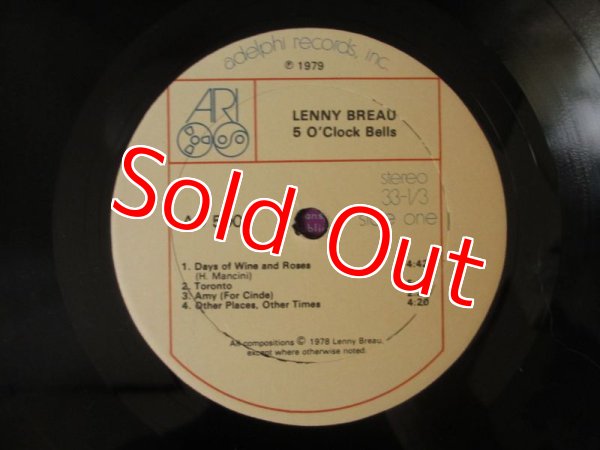 adelphi records, inc.
℗ 1979
ARI
LENNY BREAU
5 O'Clock Bells
stereo
33-1/3
side one
Sold Out
1. Days of Wine and Roses
(H. Mancini)
2. Toronto
3. Amy (For Cinde)
4. Other Places, Other Times
4:20
All compositions © 1978 Lenny Breau,
except where otherwise noted.